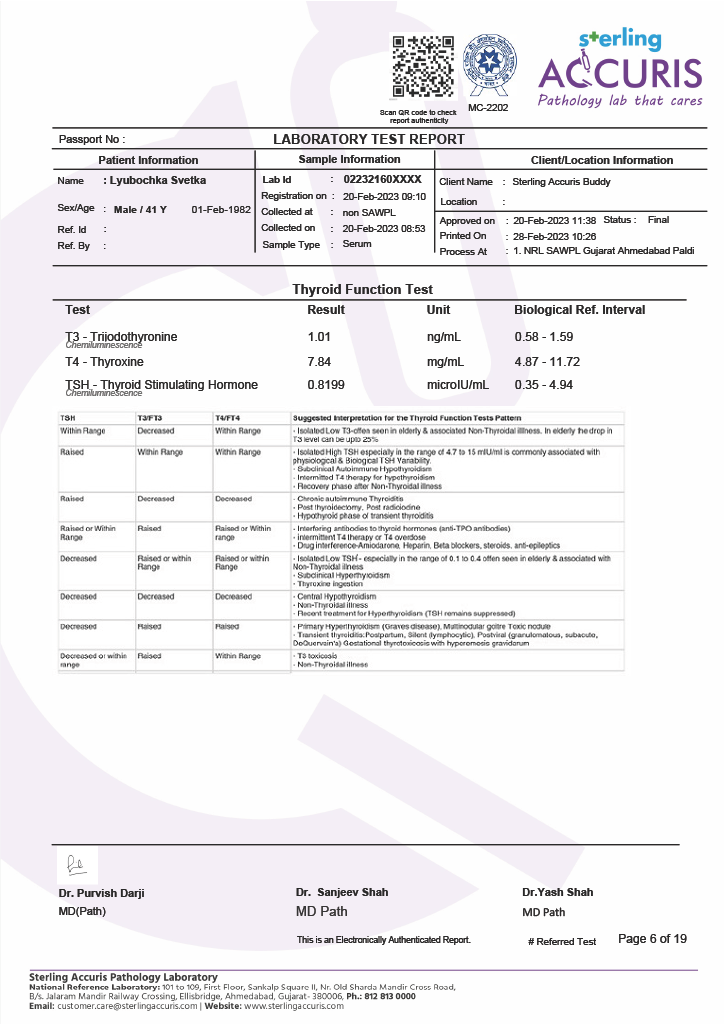 sterling
ACCURIS
Pathology lab that cares
Scan QR code to check
report authenticity
MC-2202
Passport No :
LABORATORY TEST REPORT
Patient Information
Sample Information
Client/Location Information
Name : Lyubochka Svetka
Lab Id : 02232160XXXX
Client Name : Sterling Accuris Buddy
Registration on : 20-Feb-2023 09:10
Location :
Sex/Age : Male / 41 Y 01-Feb-1982
Collected at : non SAWPL
Approved on : 20-Feb-2023 11:38 Status : Final
Ref. Id :
Collected on : 20-Feb-2023 08:53
Printed On : 28-Feb-2023 10:26
Ref. By :
Sample Type : Serum
Process At : 1. NRL SAWPL Gujarat Ahmedabad Paldi
Thyroid Function Test
Test Result Unit Biological Ref. Interval
T3 - Triiodothyronine 1.01 ng/mL 0.58 - 1.59
Chemiluminescence
T4 - Thyroxine 7.84 mg/mL 4.87 - 11.72
TSH - Thyroid Stimulating Hormone 0.8199 microIU/mL 0.35 - 4.94
Chemiluminescence
TSH T3/FT3 T4/FT4 Suggested Interpretation for the Thyroid Function Tests Pattern
Within Range Decreased Within Range - Isolated Low T3-often seen in elderly & associated Non-Thyroidal illness. In elderly the drop in
T3 level can be upto 25%
Raised Within Range Within Range - Isolated High TSH especially in the range of 4.7 to 15 mIU/ml is commonly associated with
physiological & Biological TSH Variability.
- Subclinical Autoimmune Hypothyroidism
- Intermitted T4 therapy for hypothyroidism
- Recovery phase after Non-Thyroidal illness
Raised Decreased Decreased - Chronic autoimmune Thyroiditis
- Post thyroidectomy, Post radioiodine
- Hypothyroid phase of transient thyroiditis
Raised or Within Range Raised Raised or Within range - Interfering antibodies to thyroid hormones (anti-TPO antibodies)
- Intermittent T4 therapy or T4 overdose
- Drug interference-Amiodarone, Heparin, Beta blockers, steroids, anti-epileptics
Decreased Raised or within Range Raised or within Range - Isolated Low TSH - especially in the range of 0.1 to 0.4 often seen in elderly & associated with
Non-Thyroidal illness
- Subclinical Hyperthyroidism
- Thyroxine ingestion
Decreased Decreased Decreased - Central Hypothyroidism
- Non-Thyroidal illness
- Recent treatment for Hyperthyroidism (TSH remains suppressed)
Decreased Raised Raised - Primary Hyperthyroidism (Graves disease), Multinodular goitre Toxic nodule
- Transient thyroiditis:Postpartum, Silent (lymphocytic), Postviral (granulomatous, subacute,
DeQuervain's) Gestational thyrotoxicosis with hyperemesis gravidarum
Decreased or within range Raised Within Range - T3 toxicosis
- Non-Thyroidal illness
Dr. Purvish Darji Dr. Sanjeev Shah Dr.Yash Shah
MD(Path) MD Path MD Path
This is an Electronically Authenticated Report. # Referred Test Page 6 of 19
Sterling Accuris Pathology Laboratory
National Reference Laboratory: 101 to 109, First Floor, Sankalp Square II, Nr. Old Sharda Mandir Cross Road,
B/s. Jalaram Mandir Railway Crossing, Ellisbridge, Ahmedabad, Gujarat- 380006, Ph.: 812 813 0000
Email: customer.care@sterlingaccuris.com | Website: www.sterlingaccuris.com